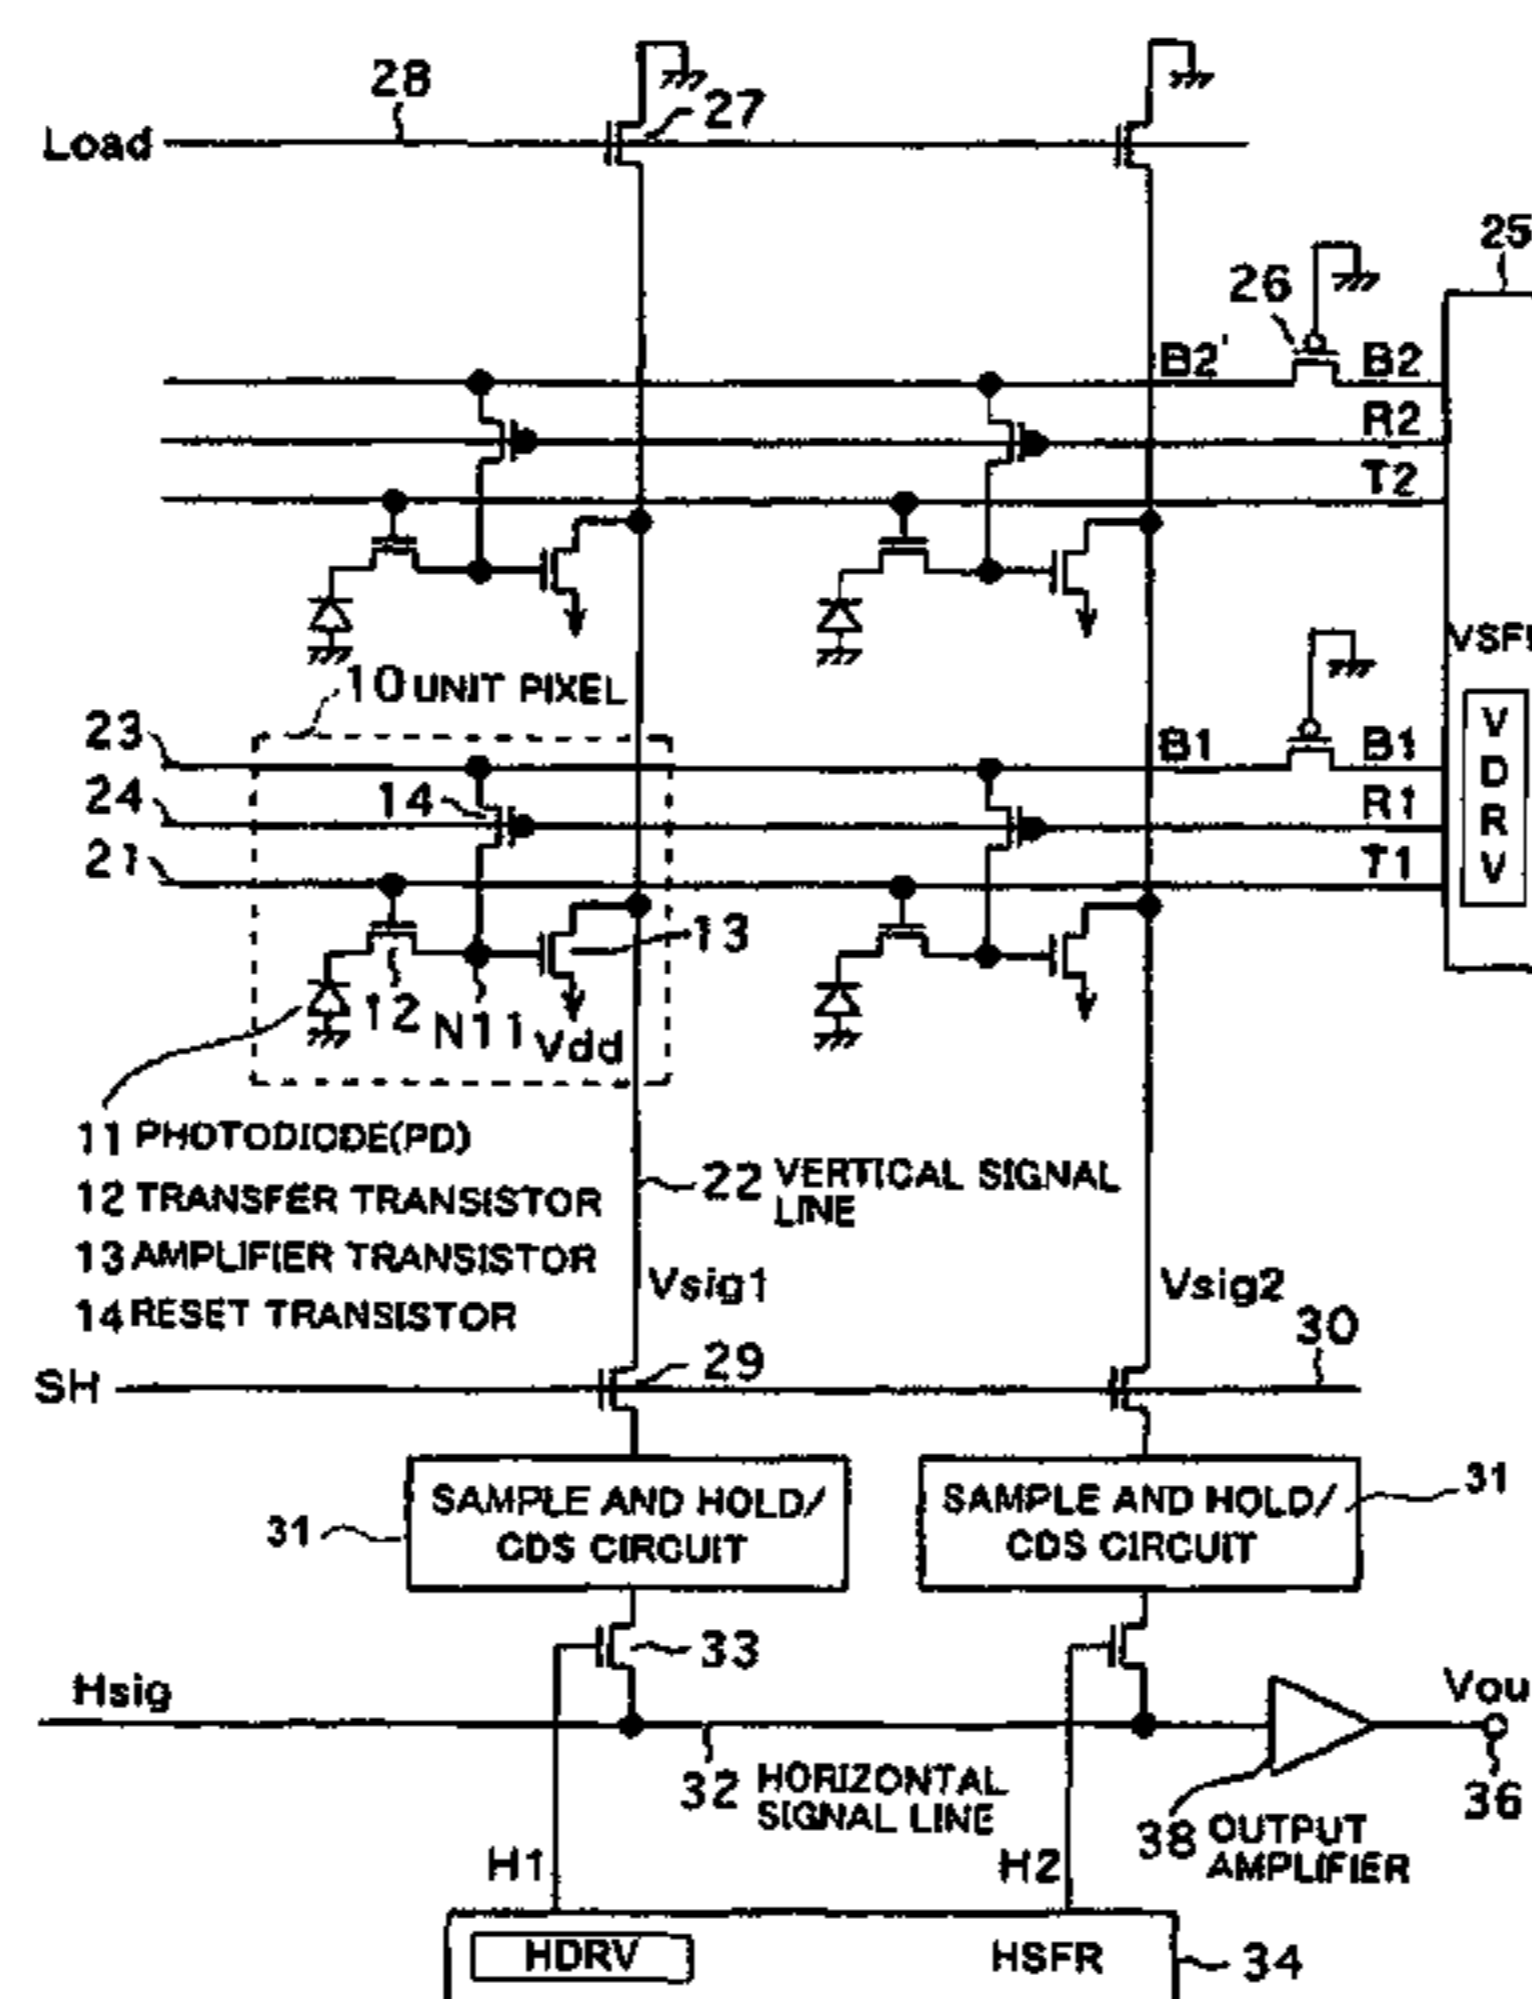 28
27
Load
25
26
B2'
B2
R2
T2
10 UNIT PIXEL
VSF
23
B1
B1
V
D
R
V
24
14
R1
21
T1
13
12
N11
Vdd
11 PHOTODIODE(PD)
12 TRANSFER TRANSISTOR
13 AMPLIFIER TRANSISTOR
14 RESET TRANSISTOR
22 VERTICAL SIGNAL
LINE
Vsig1
Vsig2
30
SH
29
SAMPLE AND HOLD/
CDS CIRCUIT
31
SAMPLE AND HOLD/
CDS CIRCUIT
31
33
Hsig
Vou
32 HORIZONTAL
SIGNAL LINE
36
38 OUTPUT
AMPLIFIER
H1
H2
HDRV
HSFR
34